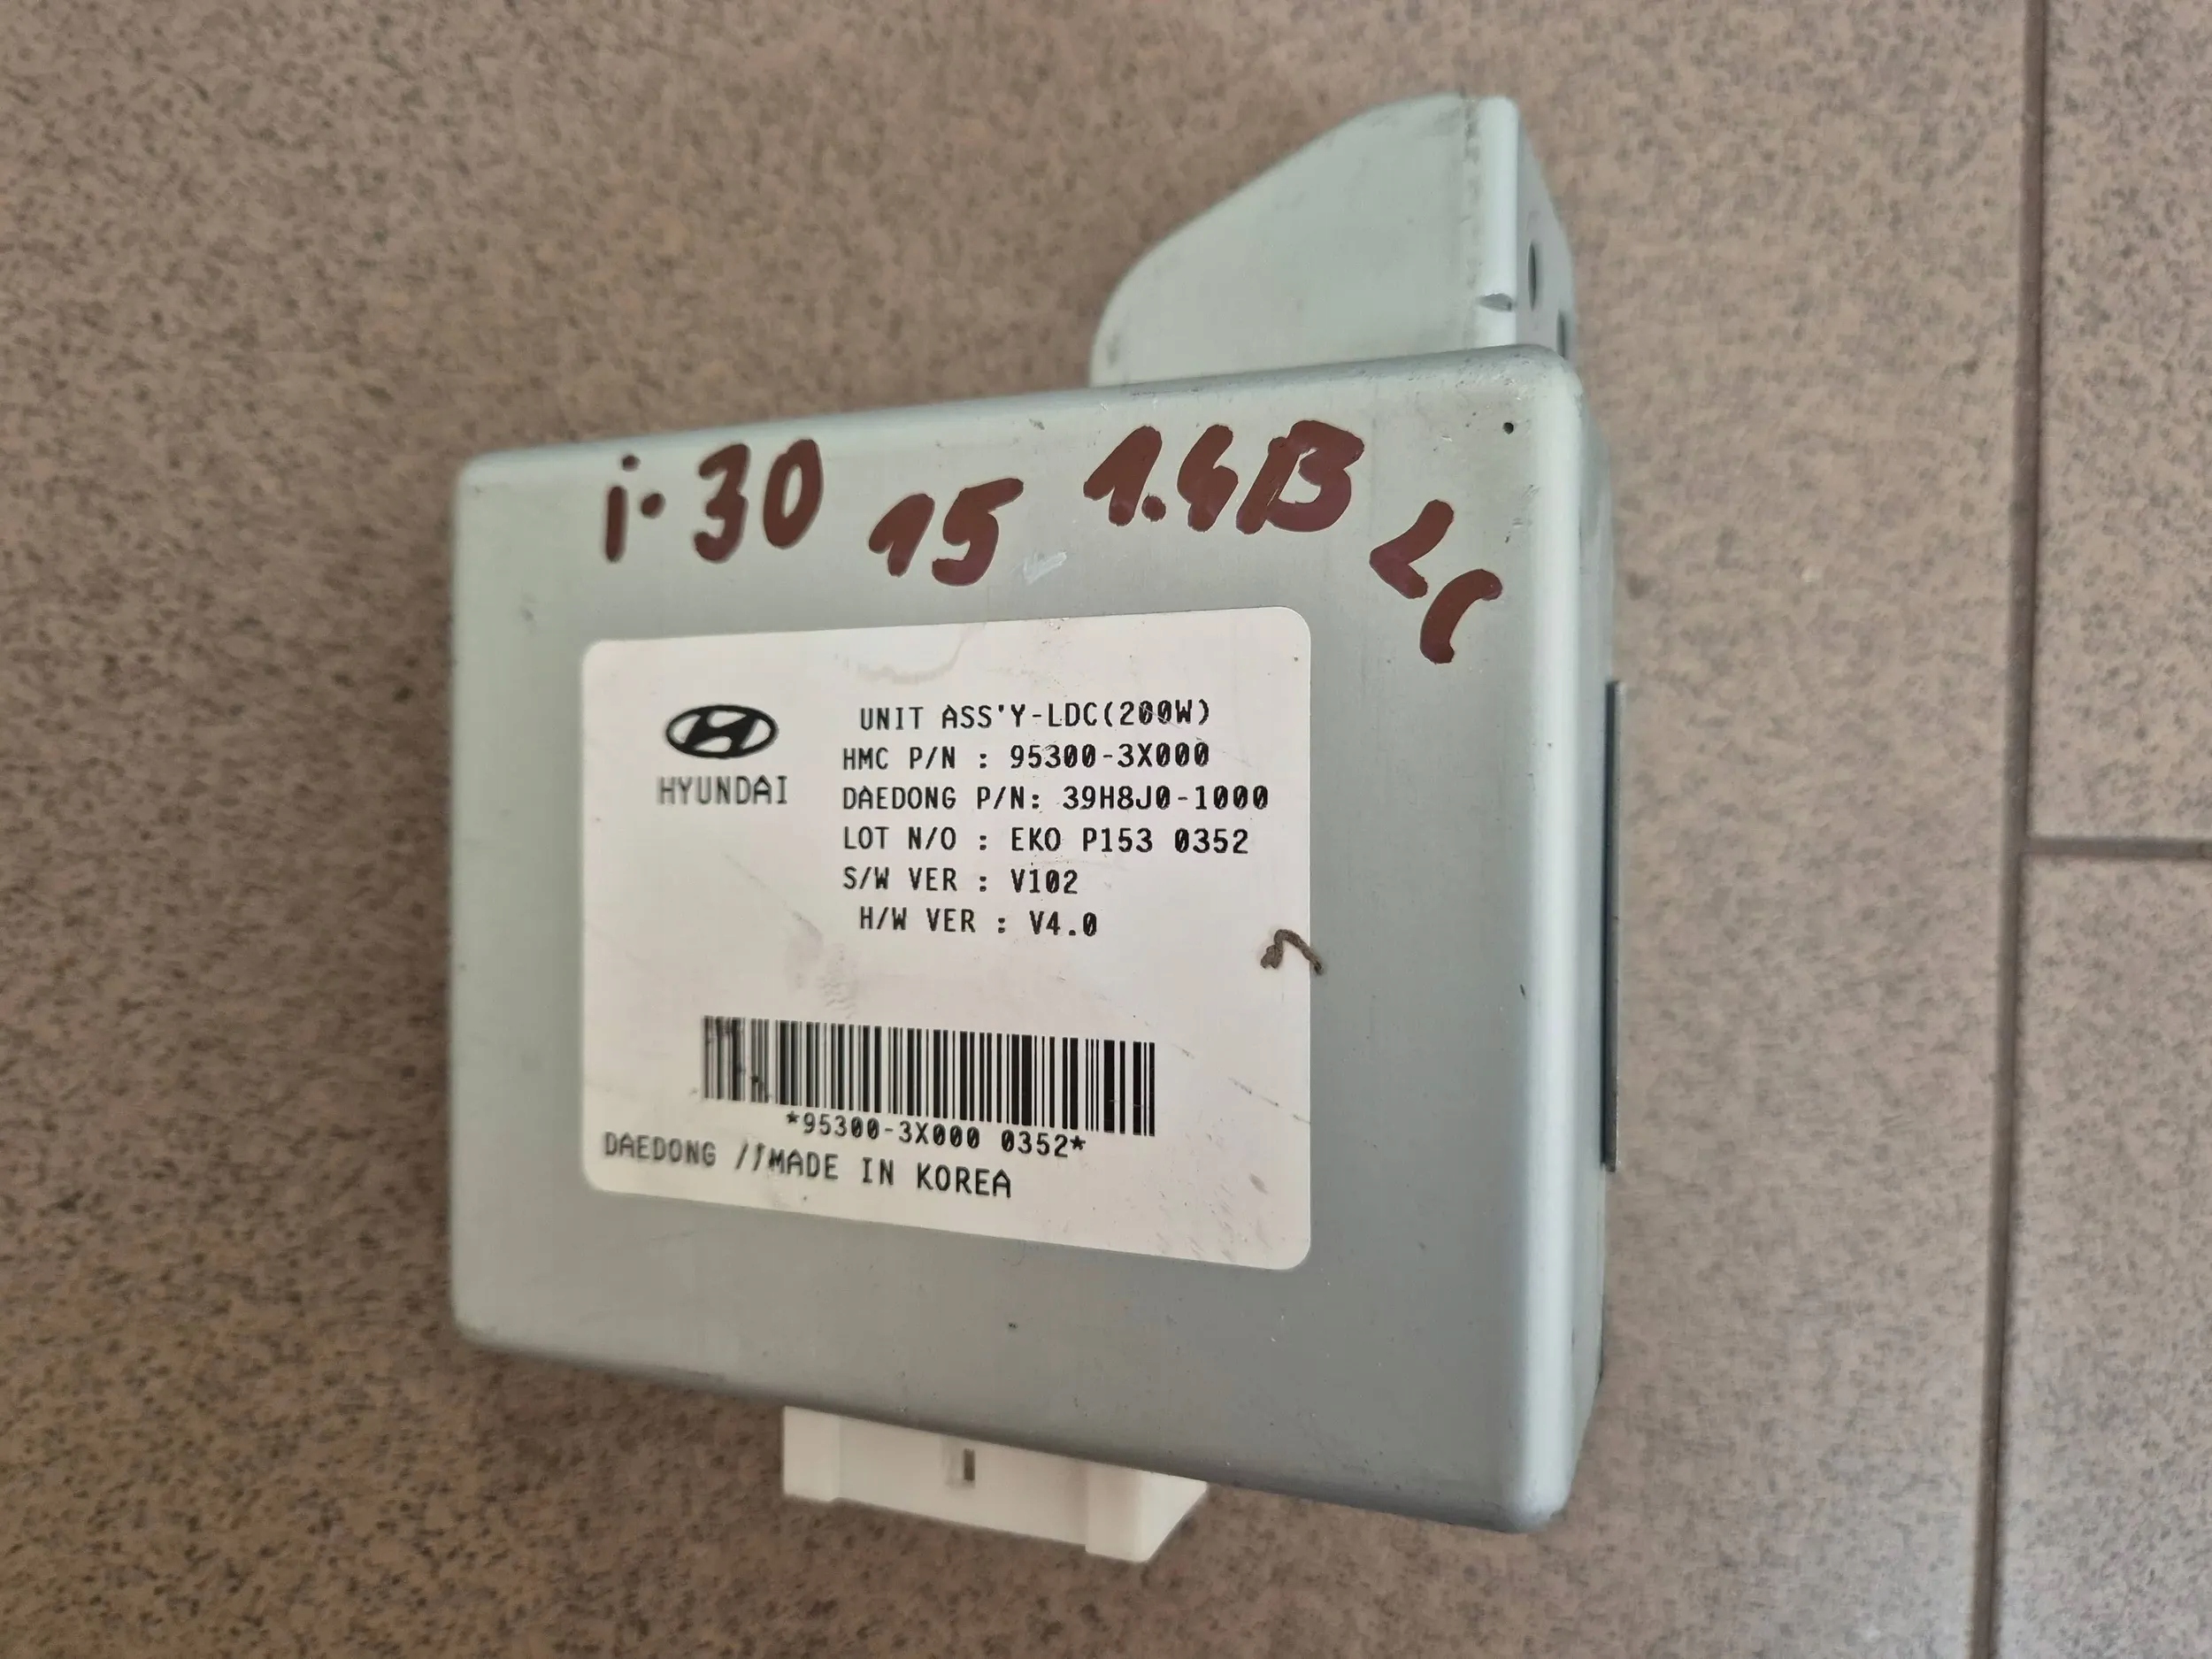 i-30 15 1.4B LC
UNIT ASS'Y-LDC(200W)
HMC P/N : 95300-3X000
HYUNDAI
DAEDONG P/N: 39H8J0-1000
LOT N/O : EKO P153 0352
S/W VER : V102
H/W VER : V4.0
*95300-3X000 0352*
DAEDONG //MADE IN KOREA